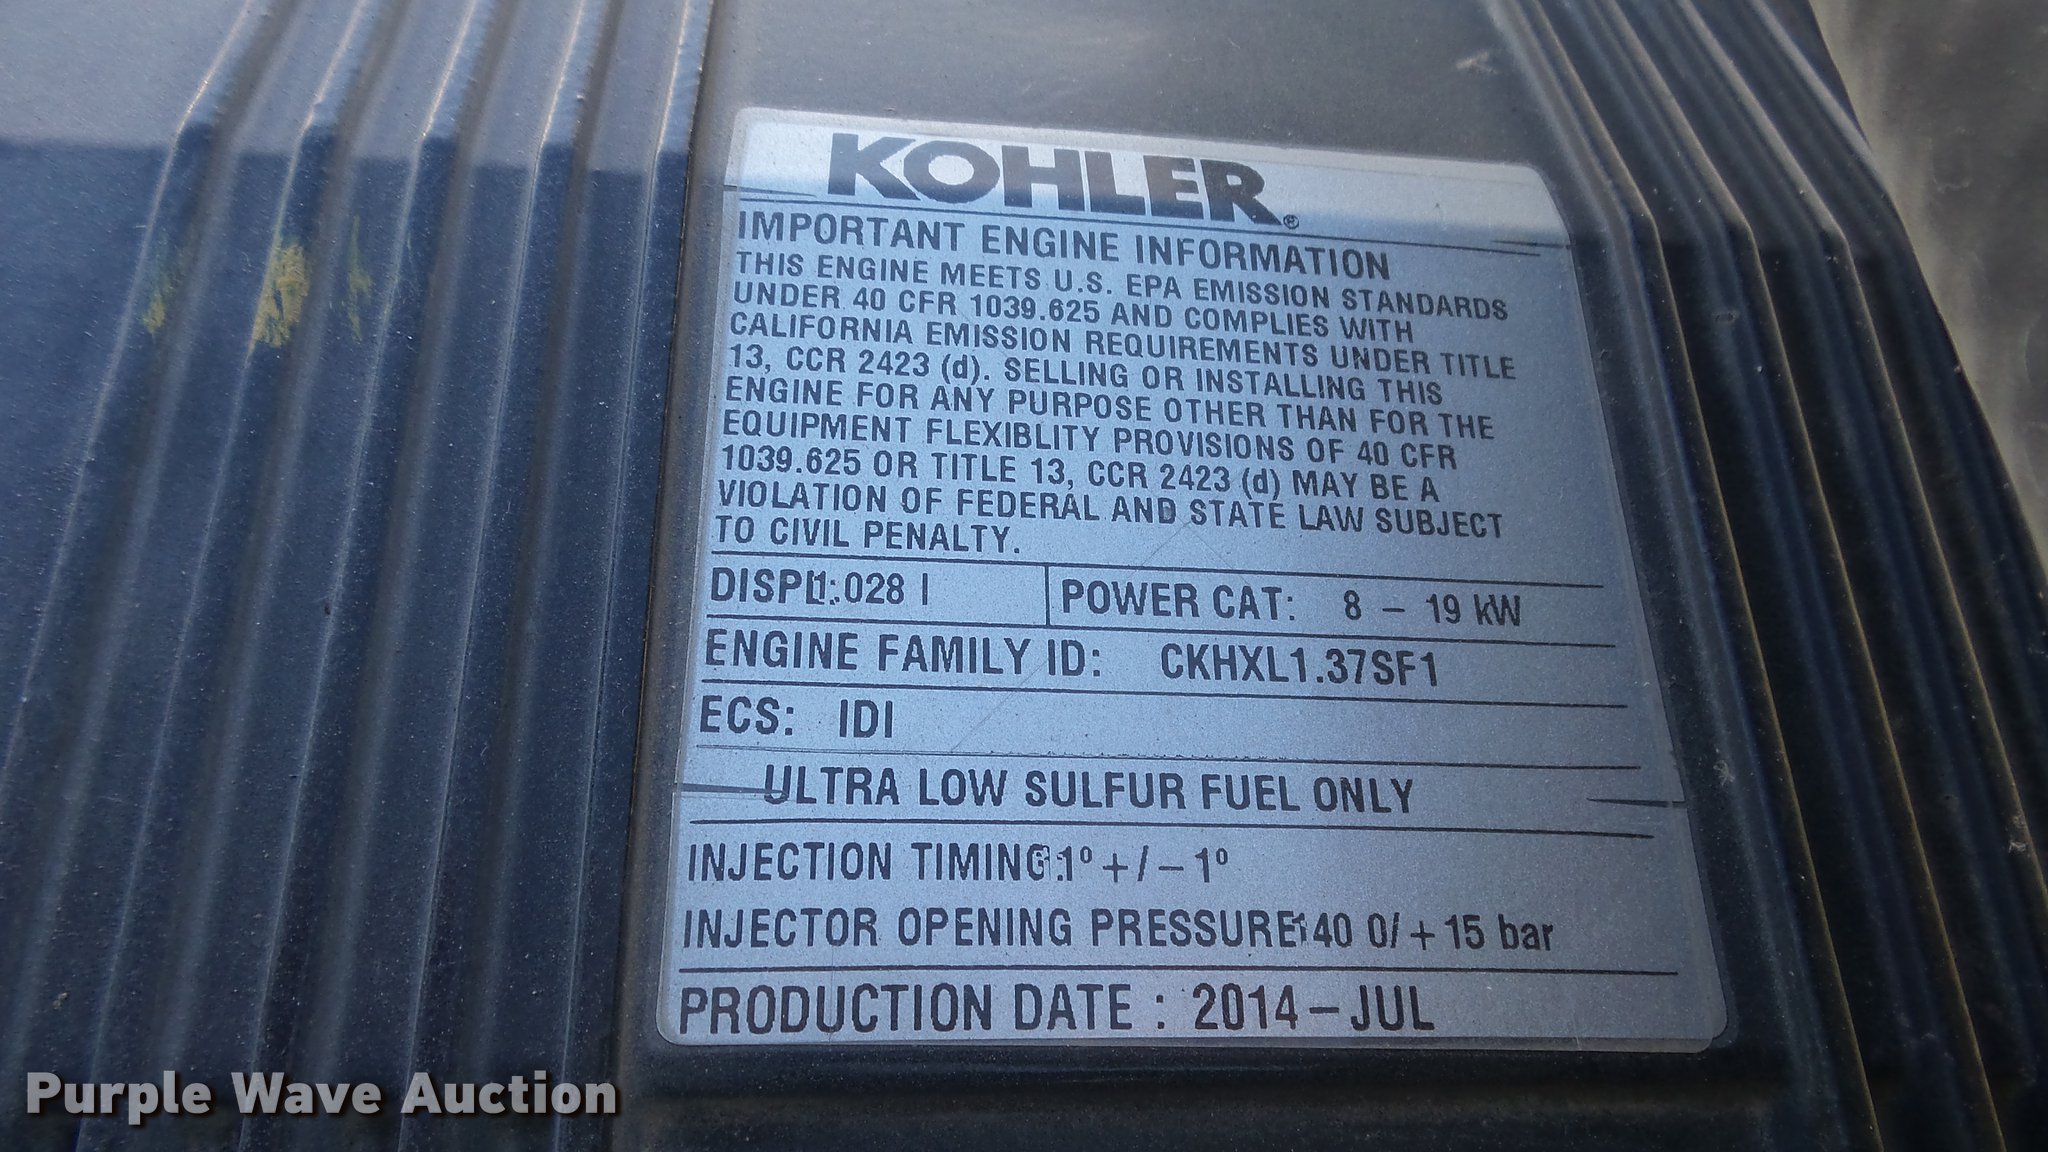 KOHLER®
IMPORTANT ENGINE INFORMATION
THIS ENGINE MEETS U.S. EPA EMISSION STANDARDS
UNDER 40 CFR 1039.625 AND COMPLIES WITH
CALIFORNIA EMISSION REQUIREMENTS UNDER TITLE
13, CCR 2423 (d). SELLING OR INSTALLING THIS
ENGINE FOR ANY PURPOSE OTHER THAN FOR THE
EQUIPMENT FLEXIBLITY PROVISIONS OF 40 CFR
1039.625 OR TITLE 13, CCR 2423 (d) MAY BE A
VIOLATION OF FEDERAL AND STATE LAW SUBJECT
TO CIVIL PENALTY.
DISPL: 1.028 l POWER CAT: 8 – 19 kW
ENGINE FAMILY ID: CKHXL1.37SF1
ECS: IDI
ULTRA LOW SULFUR FUEL ONLY
INJECTION TIMING: +/– 1º
INJECTOR OPENING PRESSURE: 140 0/+15 bar
PRODUCTION DATE : 2014–JUL
Purple Wave Auction